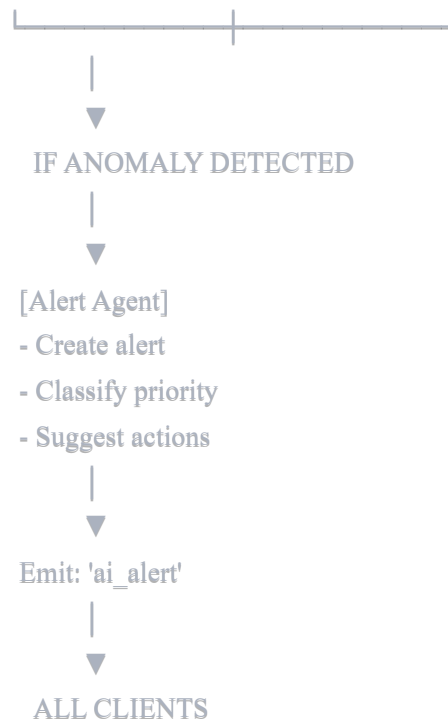 IF ANOMALY DETECTED
[Alert Agent]
- Create alert
- Classify priority
- Suggest actions
Emit: 'ai_alert'
ALL CLIENTS